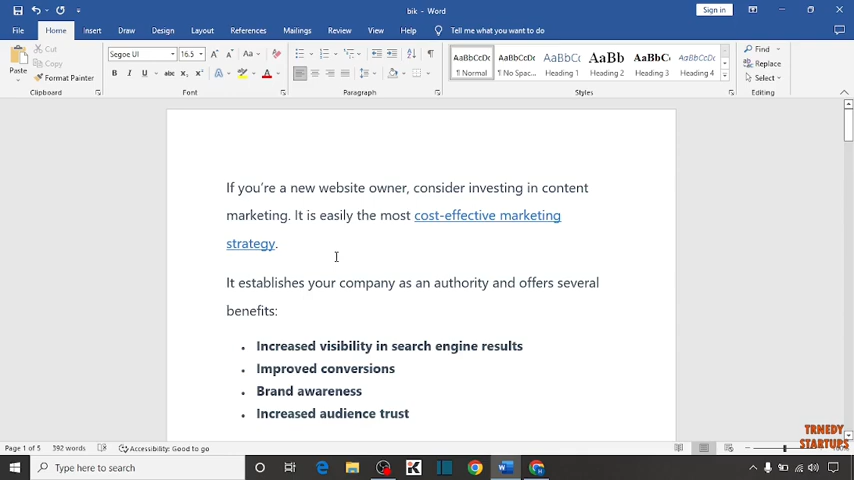 bik - Word
Sign in
File Home Insert Draw Design Layout References Mailings Review View Help Tell me what you want to do
Cut
Copy
Format Painter
Paste
Segoe UI 16.5
Clipboard Font Paragraph Styles Editing
AaBbCcDc AaBbCcDc AaBbCc AaBb AaBbC AaBbCcDc
¶ Normal ¶ No Spac... Heading 1 Heading 2 Heading 3 Heading 4
Find
Replace
Select
If you're a new website owner, consider investing in content
marketing. It is easily the most cost-effective marketing
strategy.
It establishes your company as an authority and offers several
benefits:
• Increased visibility in search engine results
• Improved conversions
• Brand awareness
• Increased audience trust
TRNEDY
STARTUPS
Page 1 of 5 392 words Accessibility: Good to go
Type here to search